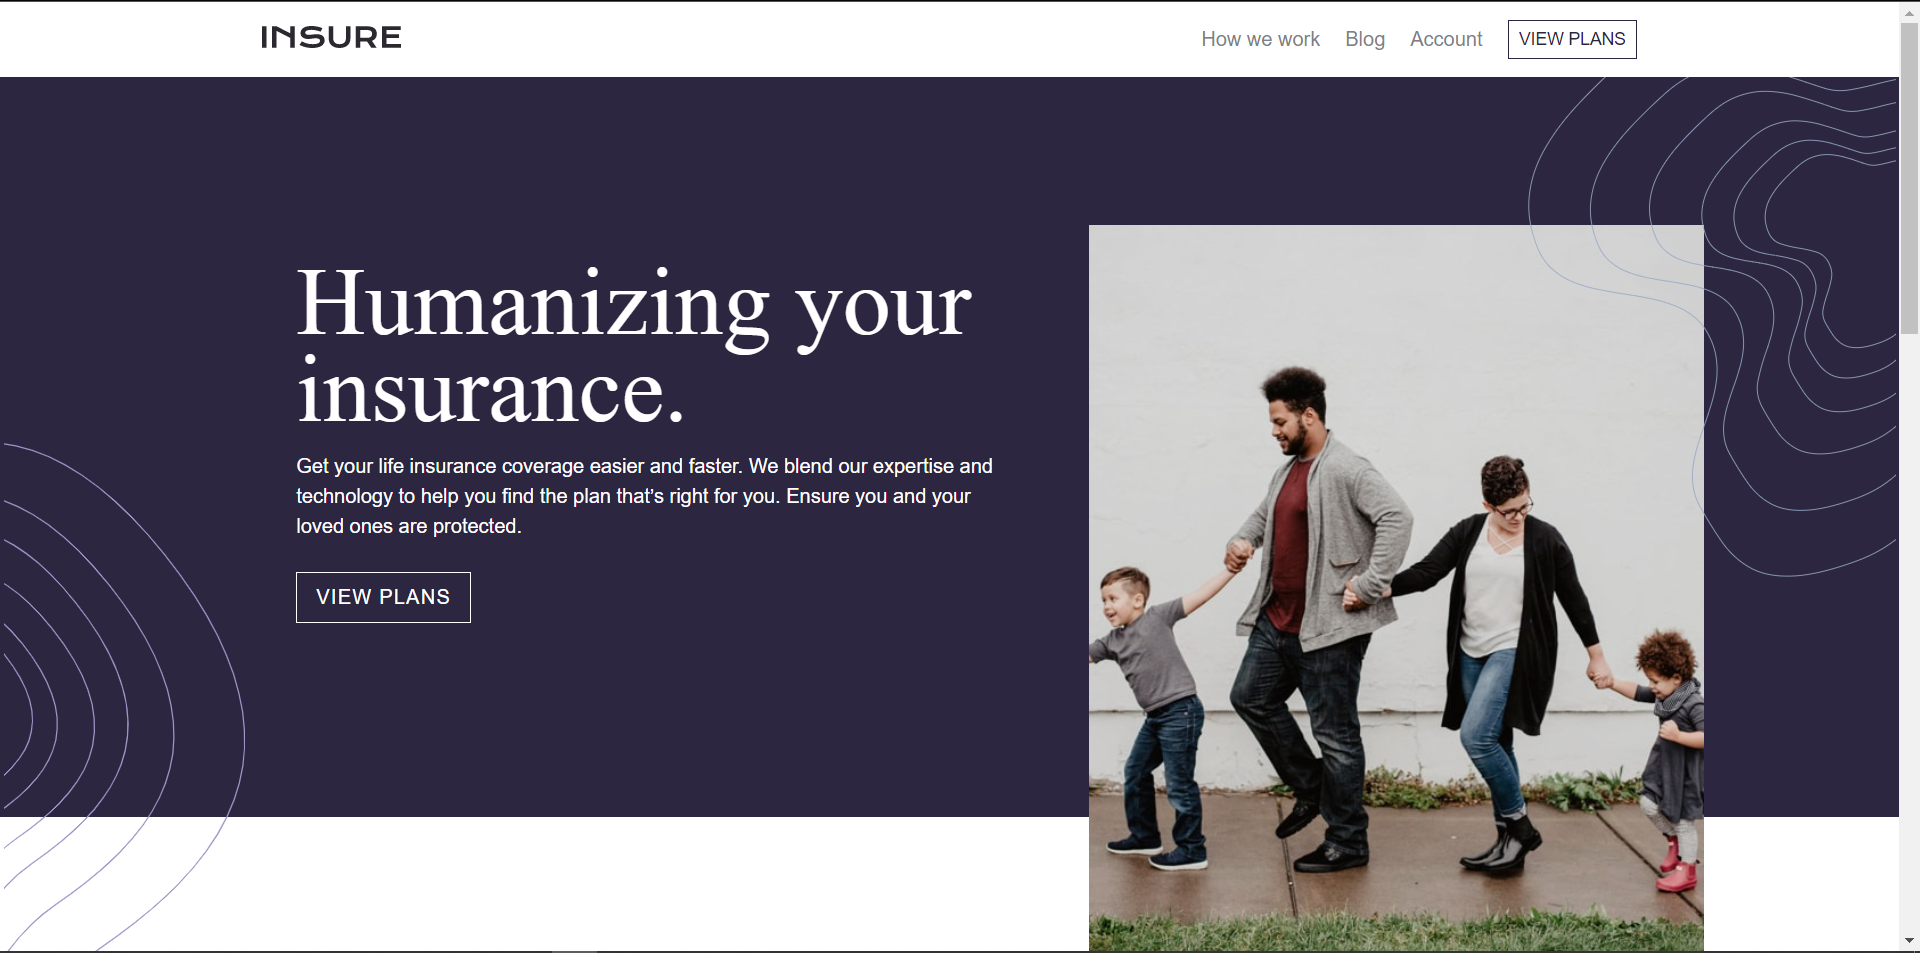 INSURE
How we work
Blog
Account
VIEW PLANS
Humanizing your
insurance.
Get your life insurance coverage easier and faster. We blend our expertise and
technology to help you find the plan that’s right for you. Ensure you and your
loved ones are protected.
VIEW PLANS